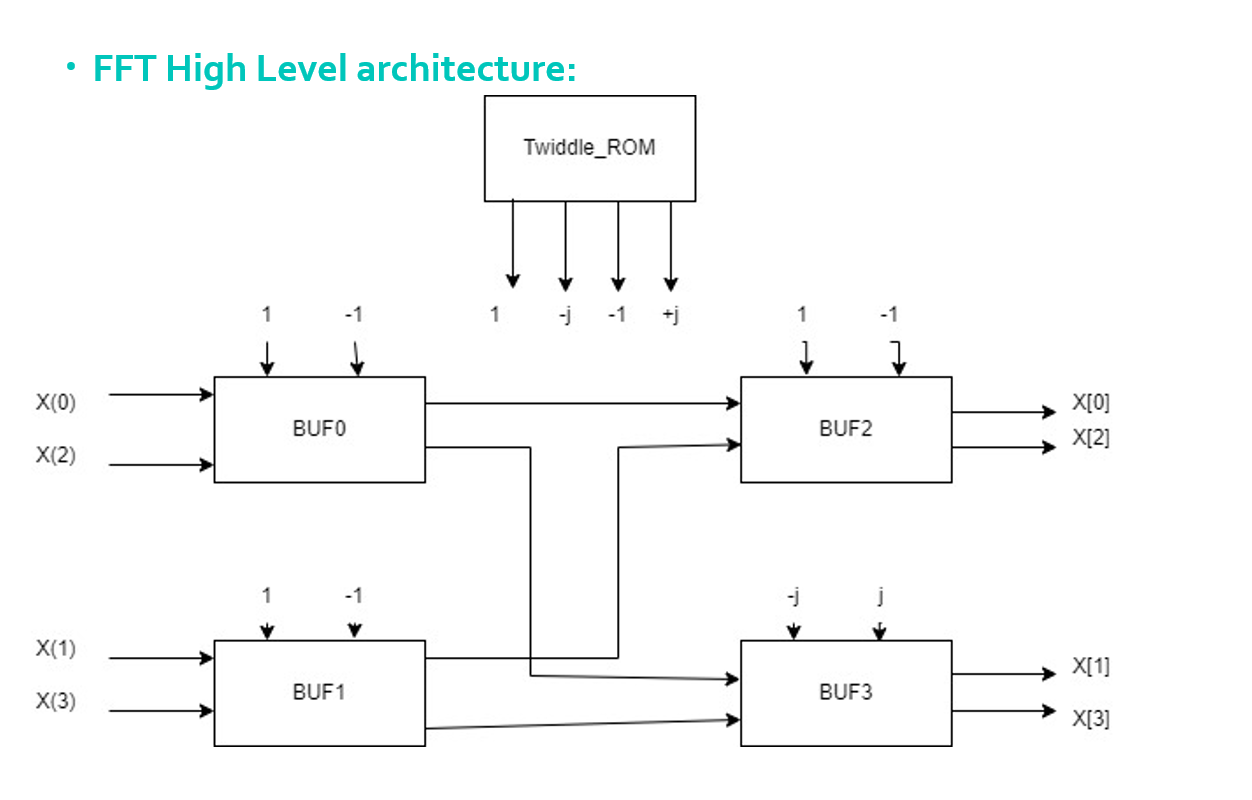 • FFT High Level architecture:
Twiddle_ROM
1 -1 1 -j -1 +j 1 -1
X(0) BUF0 BUF2 X[0]
X(2) X[2]
1 -1 -j j
X(1) BUF1 BUF3 X[1]
X(3) X[3]